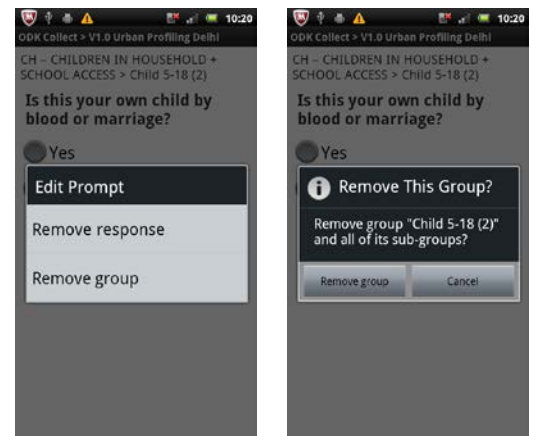 10:20
ODK Collect > V1.0 Urban Profiling Delhi
CH – CHILDREN IN HOUSEHOLD +
SCHOOL ACCESS > Child 5-18 (2)
Is this your own child by
blood or marriage?
Yes
Edit Prompt
Remove response
Remove group
10:20
ODK Collect > V1.0 Urban Profiling Delhi
CH – CHILDREN IN HOUSEHOLD +
SCHOOL ACCESS > Child 5-18 (2)
Is this your own child by
blood or marriage?
Yes
Remove This Group?
Remove group "Child 5-18 (2)"
and all of its sub-groups?
Remove group
Cancel